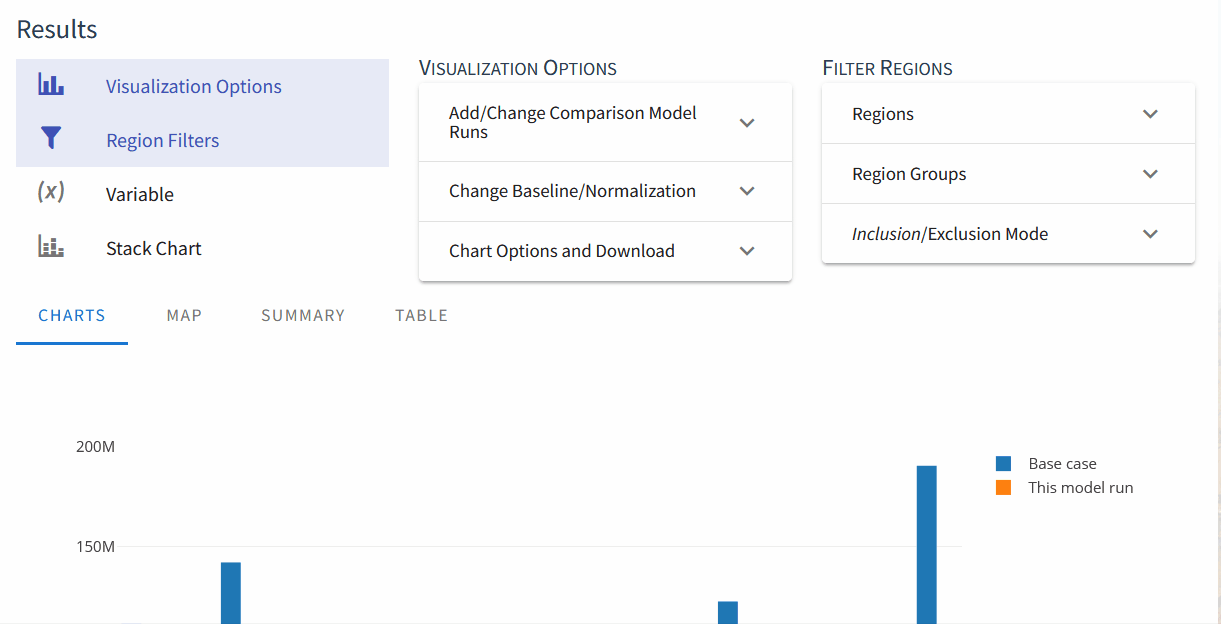 Results
Visualization Options
Region Filters
(x)
Variable
Stack Chart
VISUALIZATION OPTIONS
Add/Change Comparison Model
Runs
Change Baseline/Normalization
Chart Options and Download
FILTER REGIONS
Regions
Region Groups
Inclusion/Exclusion Mode
CHARTS
MAP
SUMMARY
TABLE
200M
150M
Base case
This model run